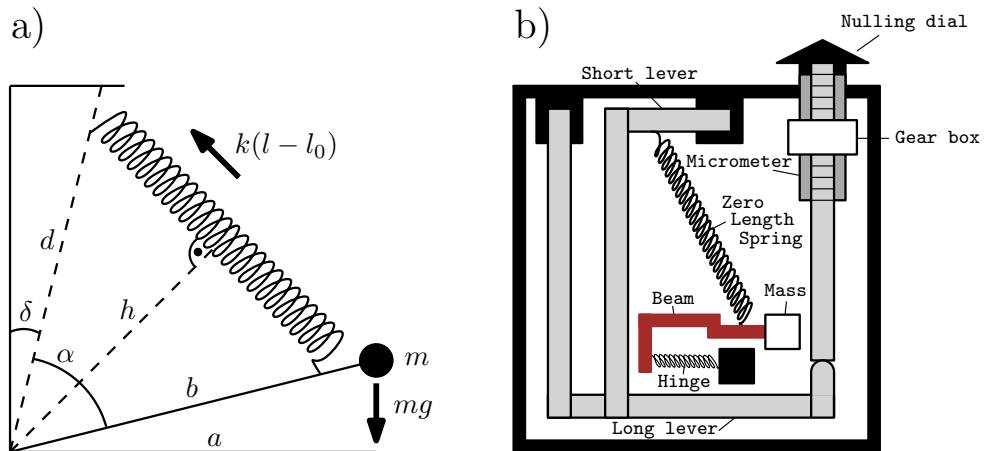 a)
k(l − l₀)
d
δ
h
α
b
m
mg
a
b)
Nulling dial
Short lever
Gear box
Micrometer
Zero
Length
Spring
Beam
Mass
Hinge
Long lever